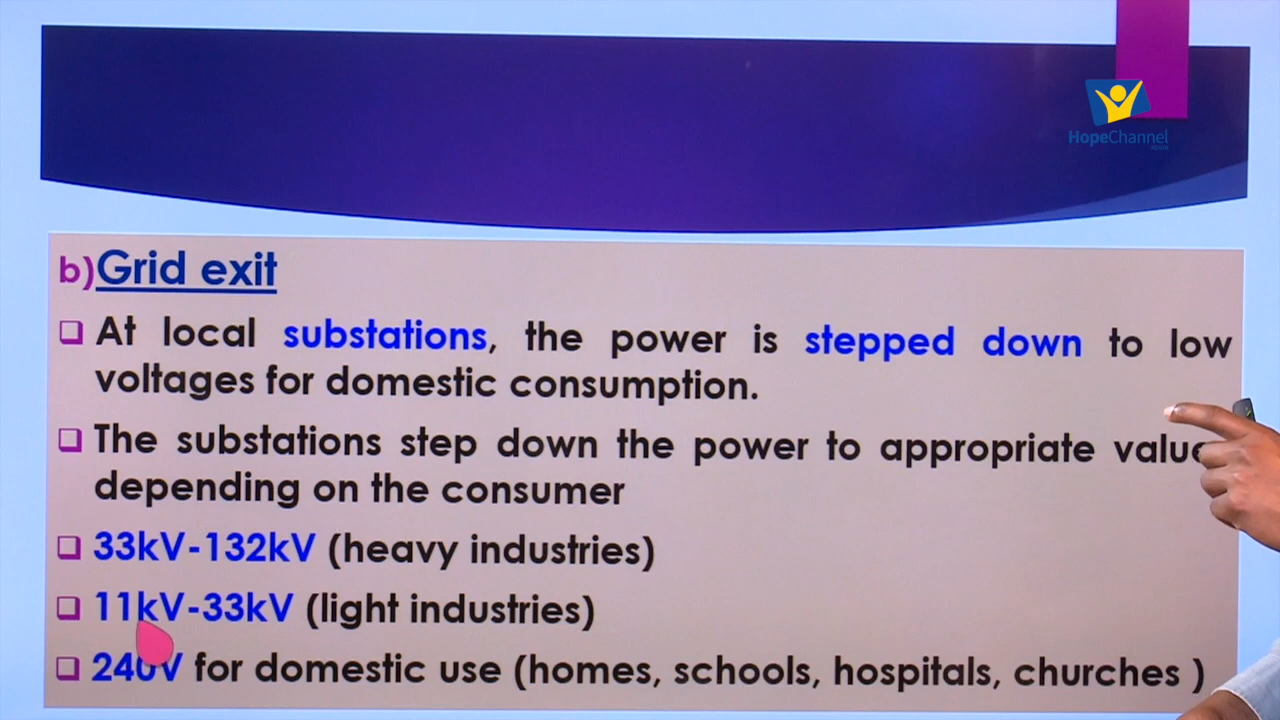 HopeChannel
b) Grid exit
❑ At local substations, the power is stepped down to low
voltages for domestic consumption.
❑ The substations step down the power to appropriate
depending on the consumer
❑ 33kV-132kV (heavy industries)
❑ 11kV-33kV (light industries)
❑ 240V for domestic use (homes, schools, hospitals, churches )